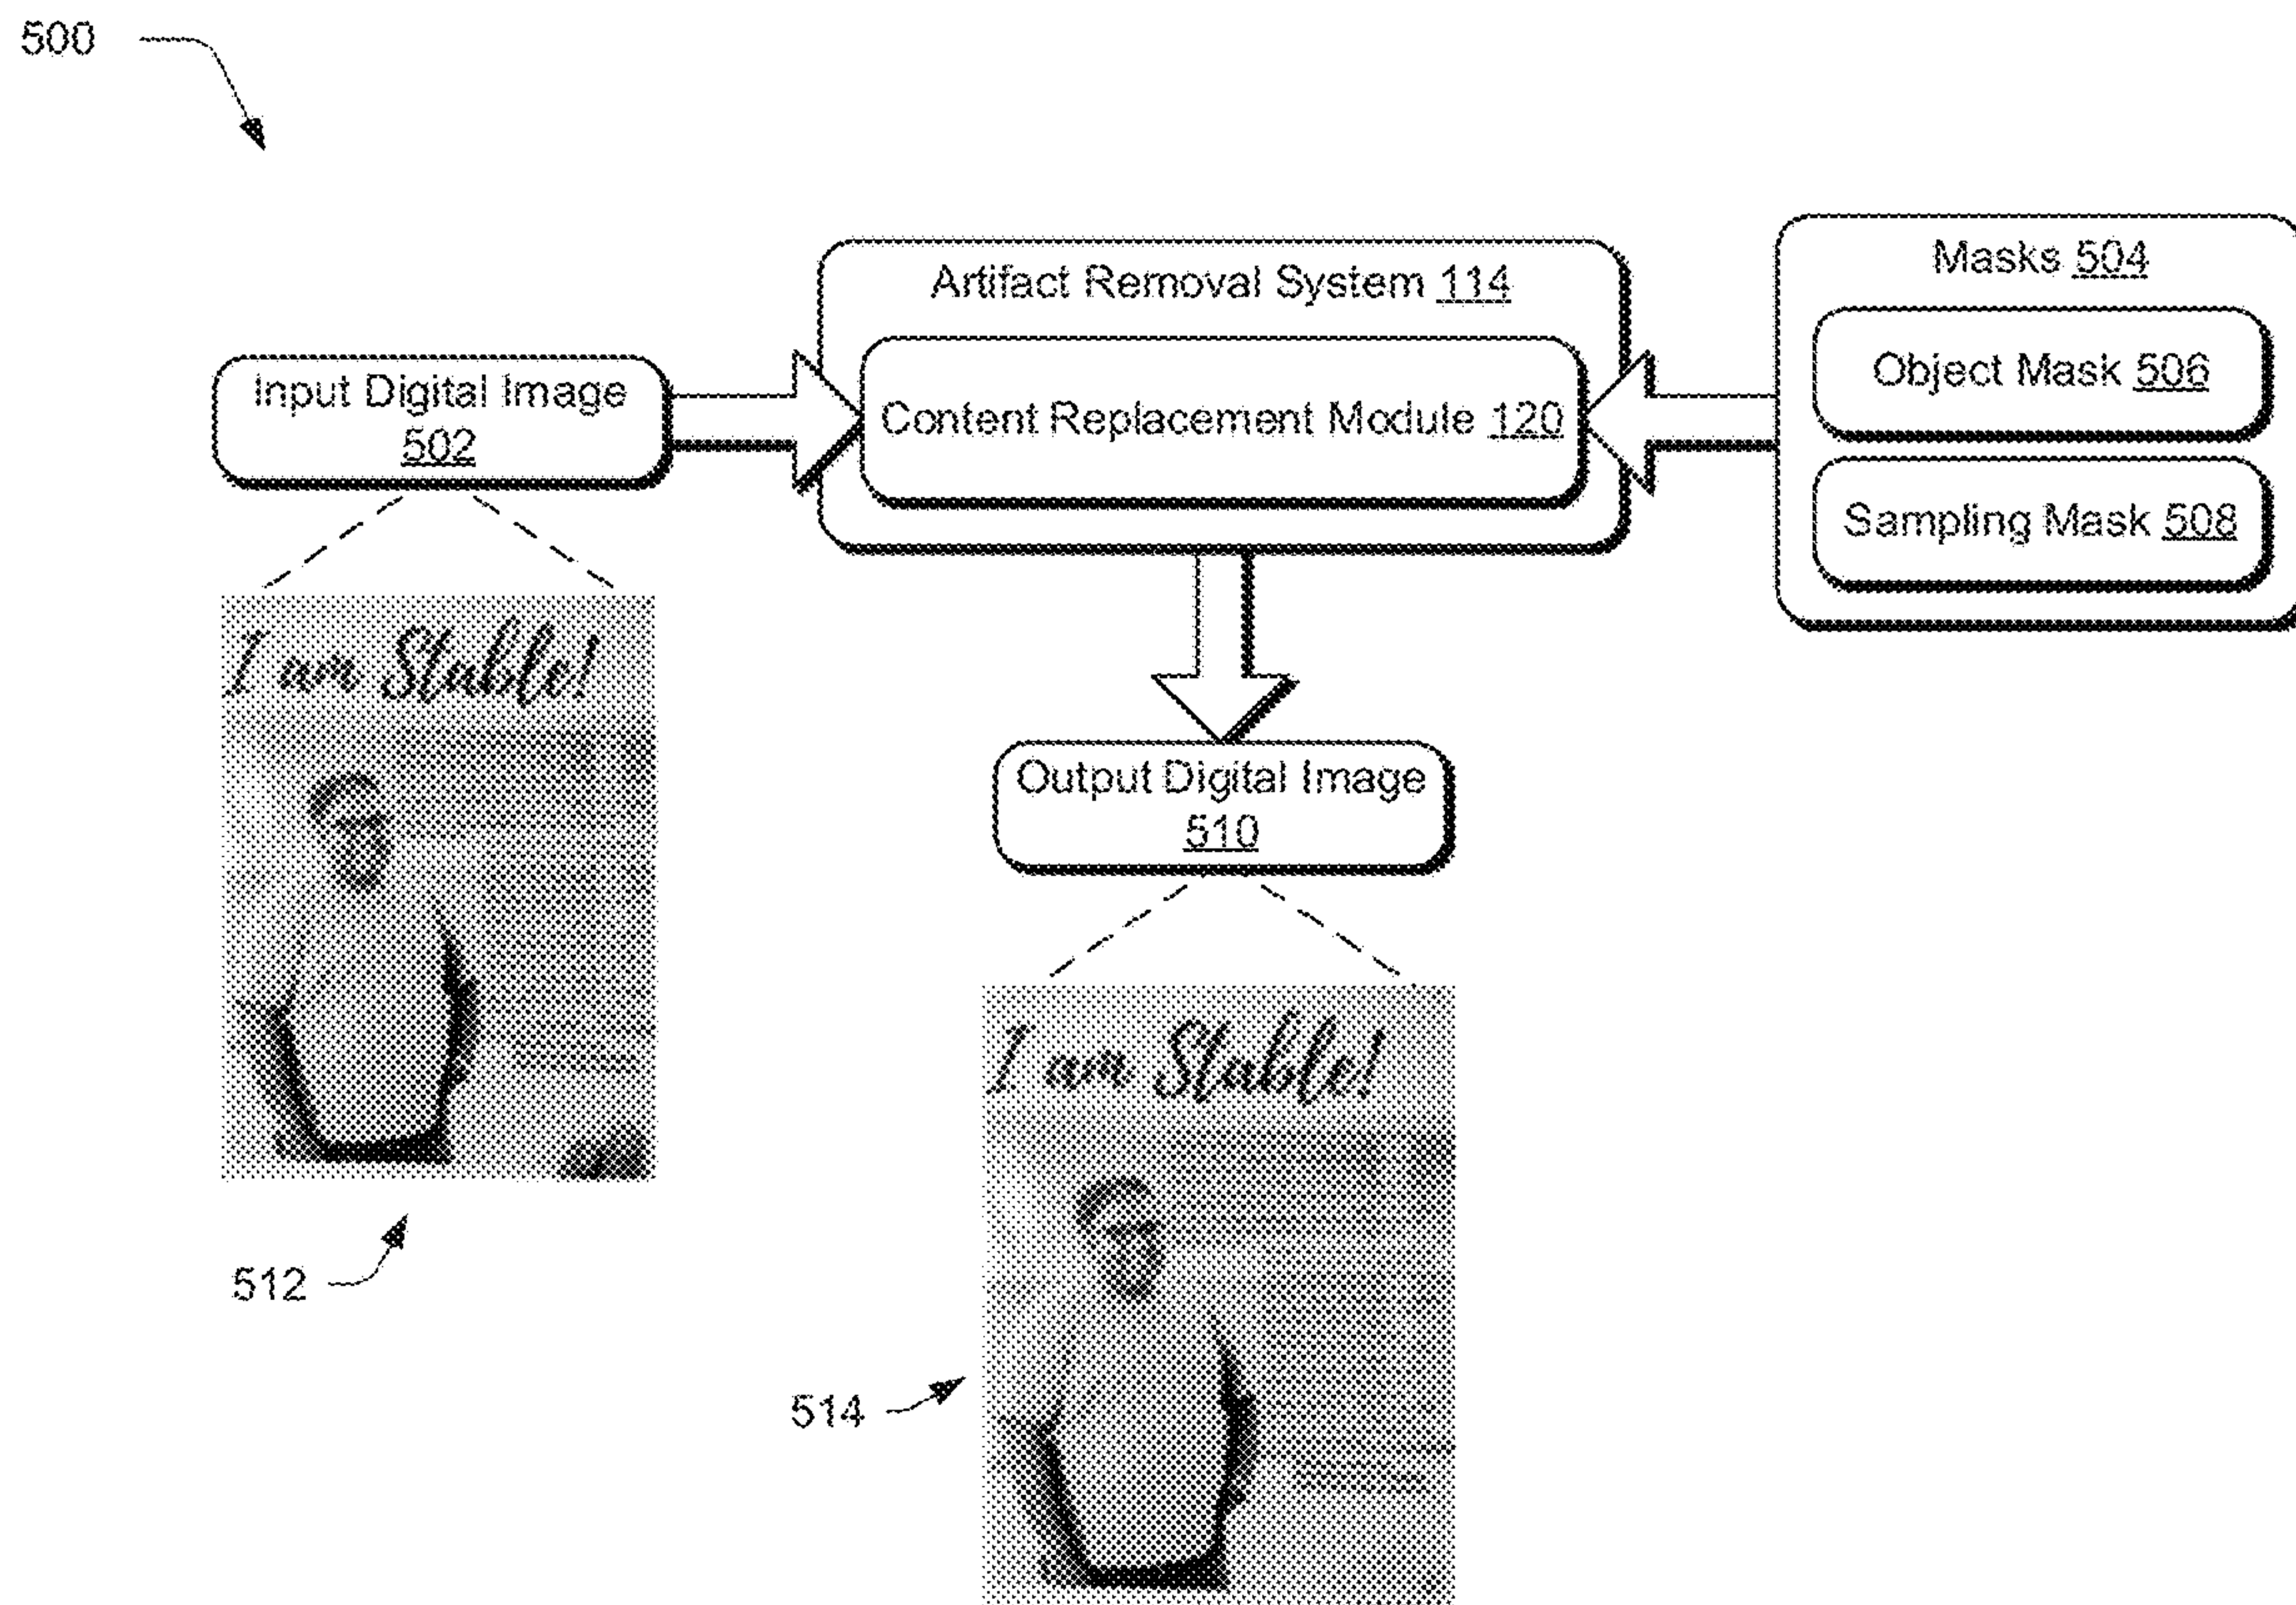 500
Artifact Removal System 114
Masks 504
Input Digital Image
502
Content Replacement Module 120
Object Mask 506
Sampling Mask 508
I am Stable!
Output Digital Image
510
I am Stable!
512
514